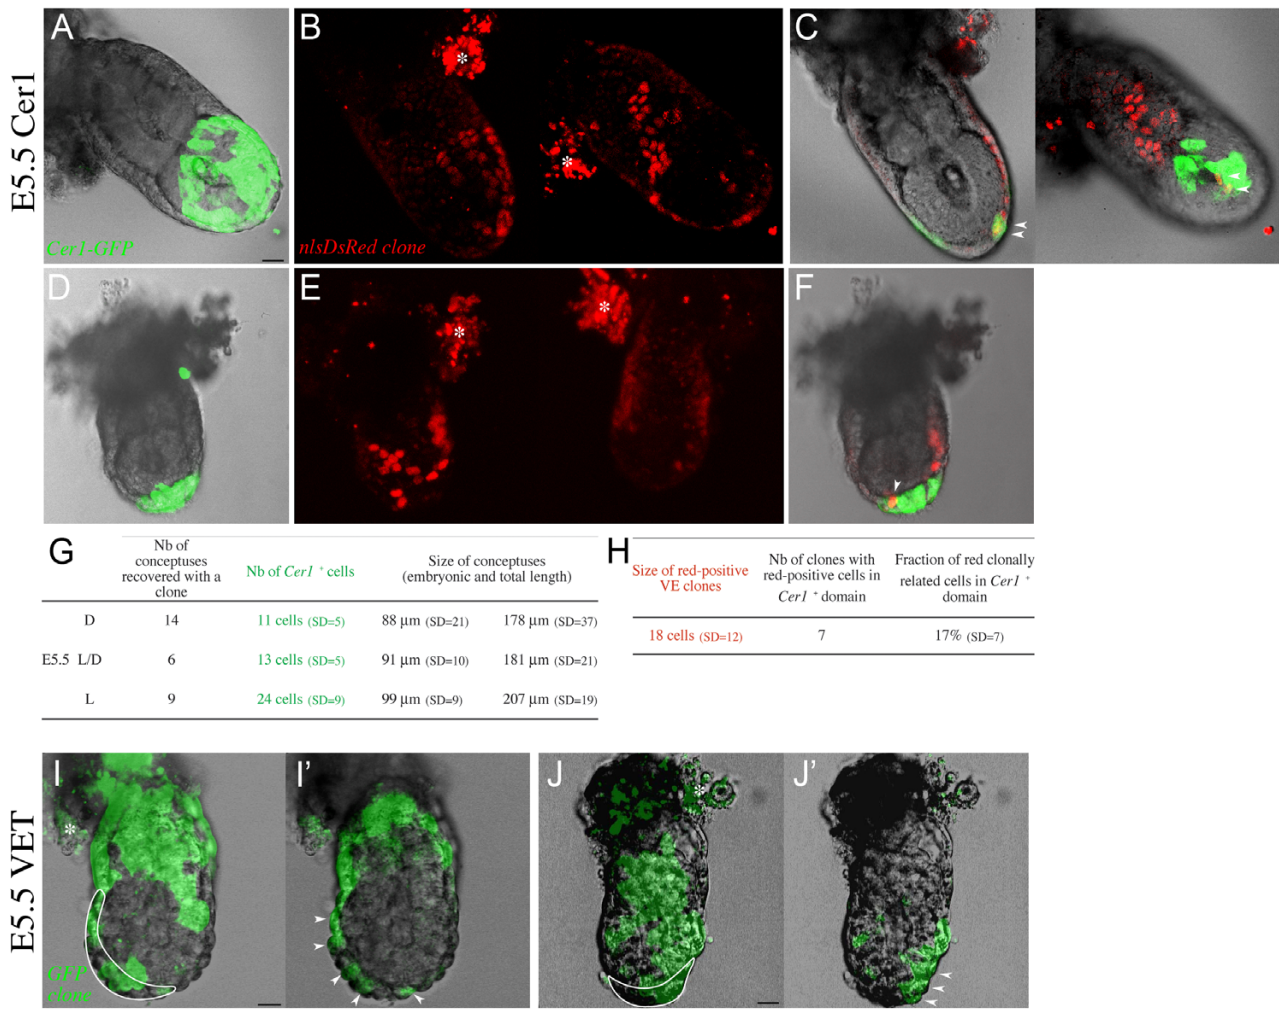 E5.5 Cer1
A
B
C
Cer1-GFP
nlsDsRed clone
*
*
D
E
F
*
*
G
Nb of
conceptuses
recovered with a
clone
Nb of Cer1 + cells
Size of conceptuses
(embryonic and total length)
D 14 11 cells (SD=5) 88 µm (SD=21) 178 µm (SD=37)
E5.5 L/D 6 13 cells (SD=5) 91 µm (SD=10) 181 µm (SD=21)
L 9 24 cells (SD=9) 99 µm (SD=9) 207 µm (SD=19)
H
Size of red-positive
VE clones
Nb of clones with
red-positive cells in
Cer1 + domain
Fraction of red clonally
related cells in Cer1 +
domain
18 cells (SD=12) 7 17% (SD=7)
E5.5 VET
I
I'
J
J'
*
*
GFP
clone